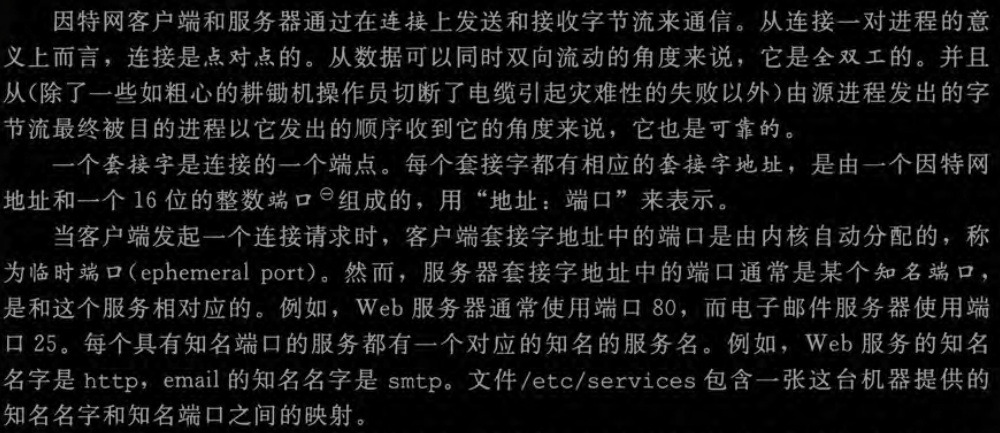 因特网客户端和服务器通过在连接上发送和接收字节流来通信。从连接一对进程的意
义上而言，连接是点对点的。从数据可以同时双向流动的角度来说，它是全双工的。并且
从(除了一些如粗心的耕锄机操作员切断了电缆引起灾难性的失败以外)由源进程发出的字
节流最终被目的进程以它发出的顺序收到它的角度来说，它也是可靠的。
一个套接字是连接的一个端点。每个套接字都有相应的套接字地址，是由一个因特网
地址和一个 16 位的整数端口㊀组成的，用“地址：端口”来表示。
当客户端发起一个连接请求时，客户端套接字地址中的端口是由内核自动分配的，称
为临时端口(ephemeral port)。然而，服务器套接字地址中的端口通常是某个知名端口，
是和这个服务相对应的。例如，Web 服务器通常使用端口 80，而电子邮件服务器使用端
口 25。每个具有知名端口的服务都有一个对应的知名的服务名。例如，Web 服务的知名
名字是 http，email 的知名名字是 smtp。文件/etc/services 包含一张这台机器提供的
知名名字和知名端口之间的映射。